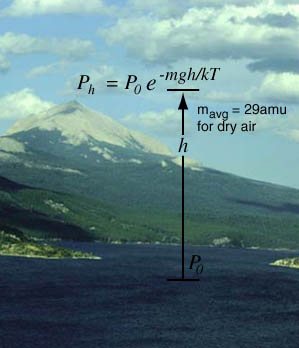 P_h = P_0 e^-mgh/kT
m_avg = 29amu
for dry air
h
P_0